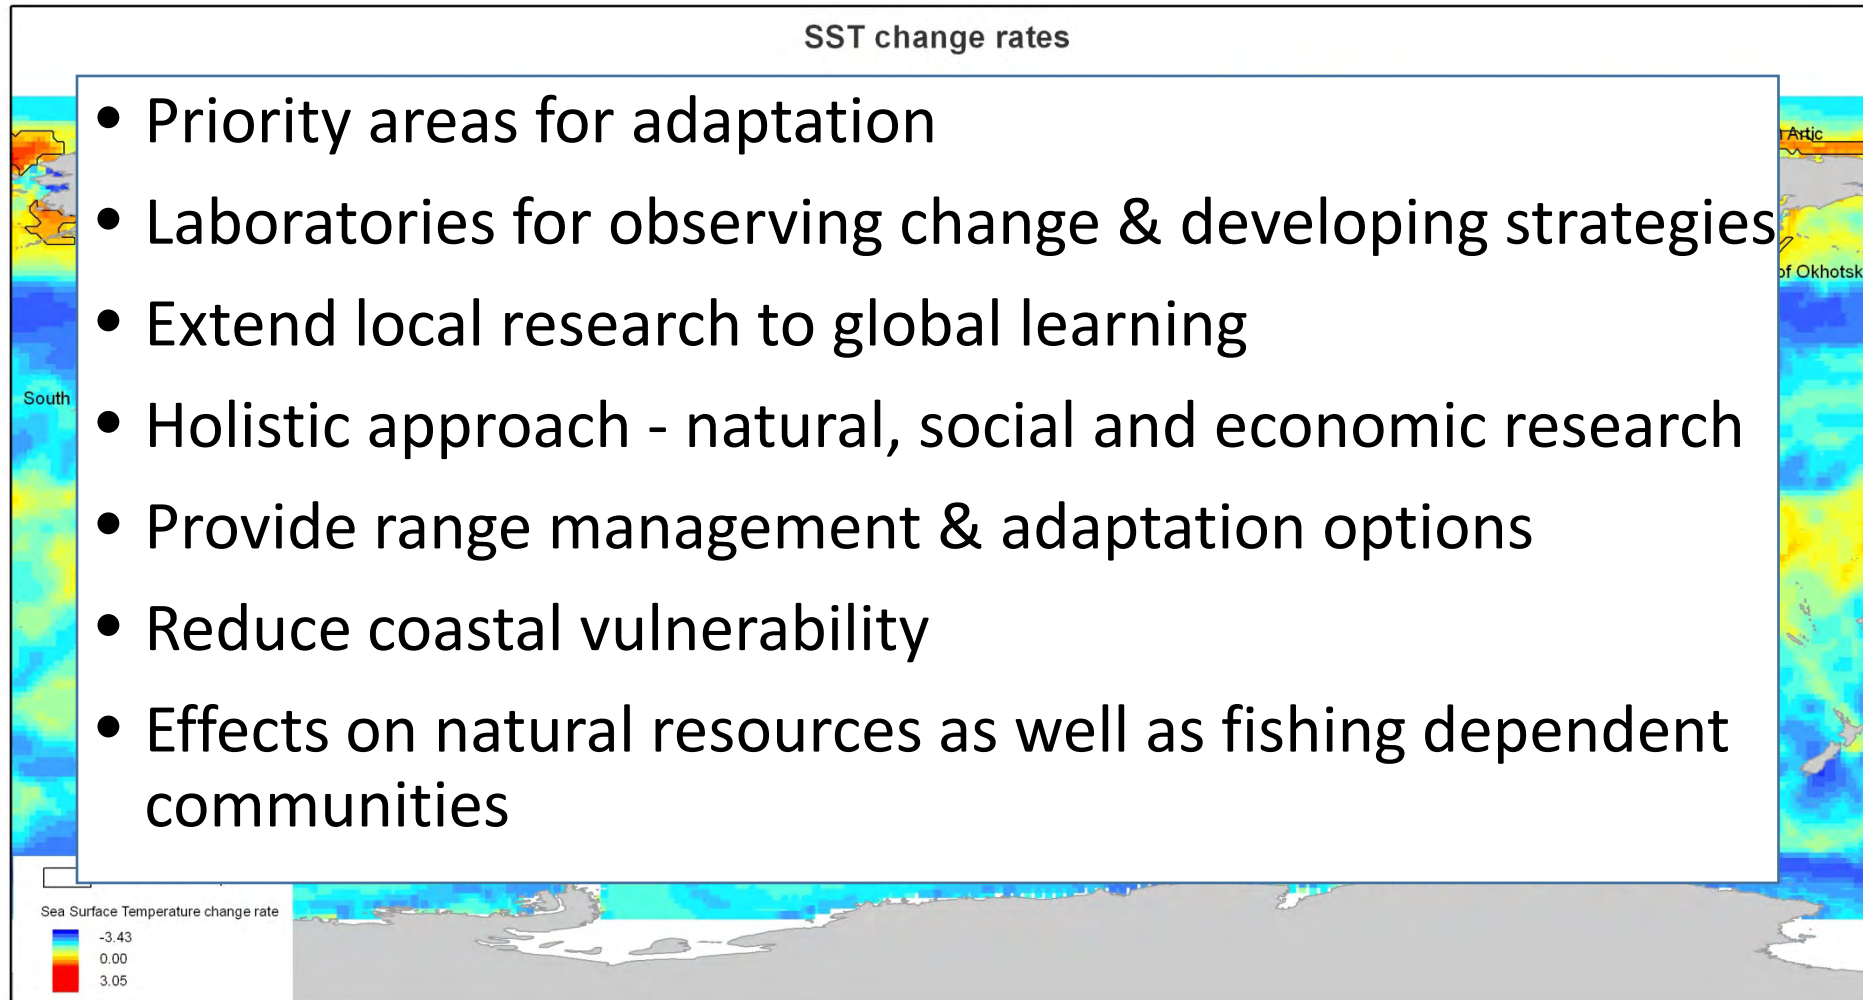 SST change rates
• Priority areas for adaptation
• Laboratories for observing change & developing strategies
• Extend local research to global learning
• Holistic approach - natural, social and economic research
• Provide range management & adaptation options
• Reduce coastal vulnerability
• Effects on natural resources as well as fishing dependent
communities
Artic
of Okhotsk
South
Sea Surface Temperature change rate
-3.43
0.00
3.05